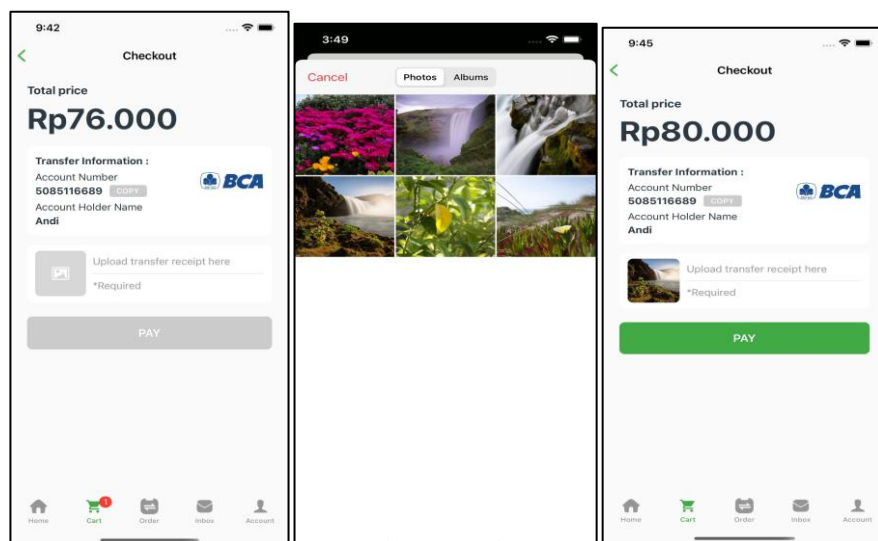 9:42
Checkout
Total price
Rp76.000
Transfer Information :
Account Number
5085116689 COPY
BCA
Account Holder Name
Andi
Upload transfer receipt here
*Required
PAY
1
Home Cart Order Inbox Account
3:49
Cancel Photos Albums
9:45
Checkout
Total price
Rp80.000
Transfer Information :
Account Number
5085116689 COPY
BCA
Account Holder Name
Andi
Upload transfer receipt here
*Required
PAY
Home Cart Order Inbox Account